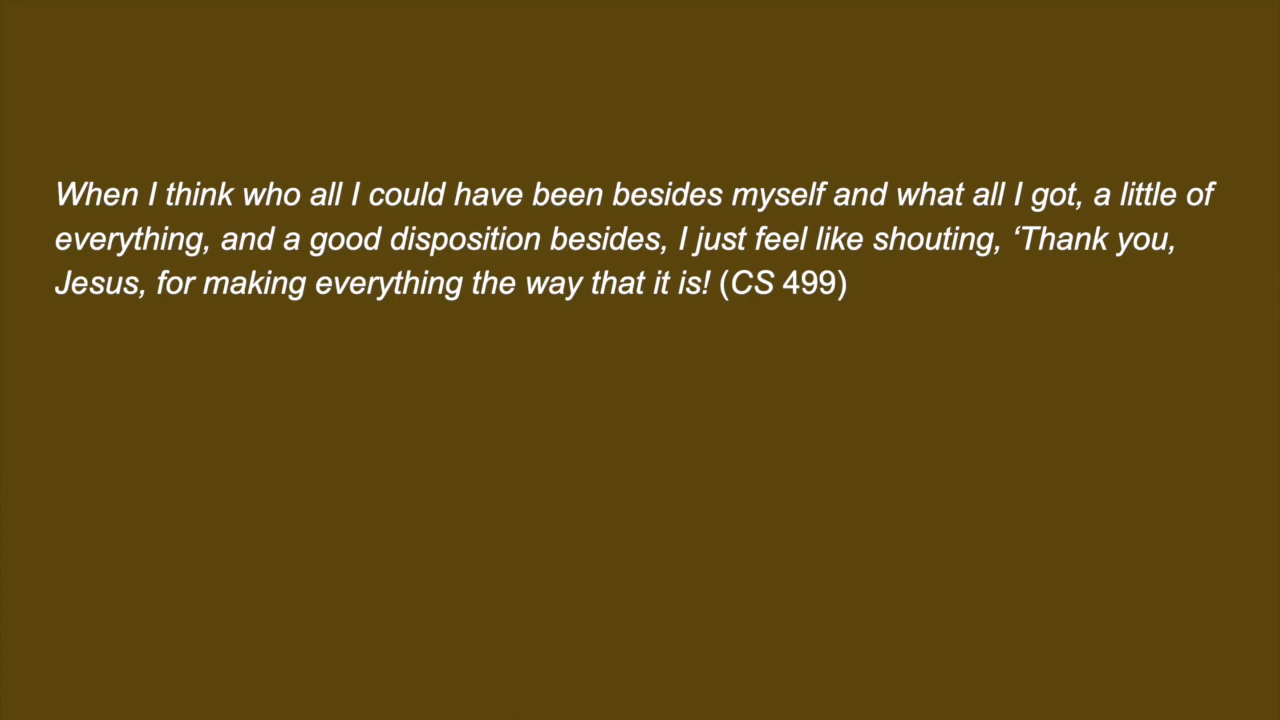 When I think who all I could have been besides myself and what all I got, a little of
everything, and a good disposition besides, I just feel like shouting, ‘Thank you,
Jesus, for making everything the way that it is! (CS 499)